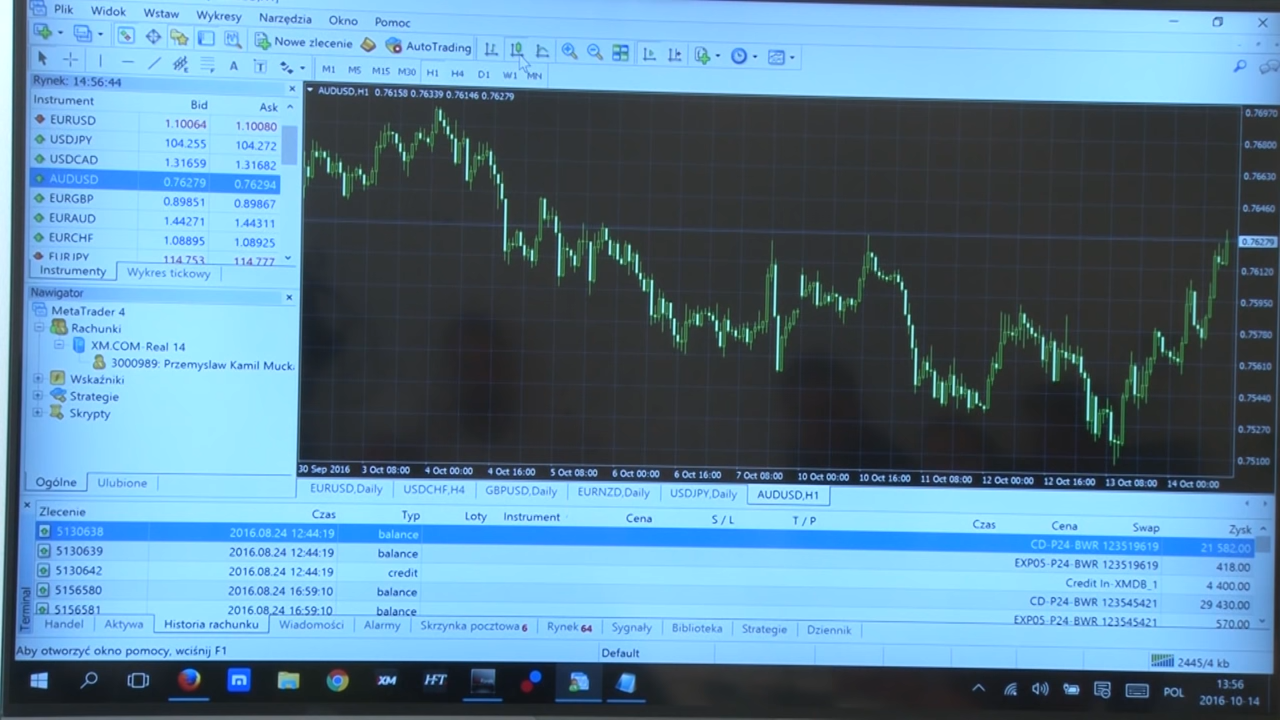 Plik Widok Wstaw Wykresy Narzędzia Okno Pomoc
Nowe zlecenie AutoTrading
A T M1 M5 M15 M30 H1 H4 D1 W1 MN
Rynek: 14:56:44
Instrument Bid Ask
EURUSD 1.10064 1.10080
USDJPY 104.255 104.272
USDCAD 1.31659 1.31682
AUDUSD 0.76279 0.76294
EURGBP 0.89851 0.89867
EURAUD 1.44271 1.44311
EURCHF 1.08895 1.08925
EURJPY 114.753 114.777
Instrumenty Wykres tickowy
Nawigator
MetaTrader 4
Rachunki
XM.COM-Real 14
3000989: Przemyslaw Kamil Muck
Wskaźniki
Strategie
Skrypty
Ogólne Ulubione
AUDUSD,H1 0.76158 0.76339 0.76146 0.76279
0.76970
0.76800
0.76630
0.76460
0.76279
0.76120
0.75950
0.75780
0.75610
0.75440
0.75270
0.75100
30 Sep 2016 3 Oct 08:00 4 Oct 00:00 4 Oct 16:00 5 Oct 08:00 6 Oct 00:00 6 Oct 16:00 7 Oct 08:00 10 Oct 00:00 10 Oct 16:00 11 Oct 08:00 12 Oct 00:00 12 Oct 16:00 13 Oct 08:00 14 Oct 00:00
EURUSD,Daily USDCHF,H4 GBPUSD,Daily EURNZD,Daily USDJPY,Daily AUDUSD,H1
Zlecenie Czas Typ Loty Instrument Cena S / L T / P Czas Cena Swap Zysk
5130638 2016.08.24 12:44:19 balance CD-P24-BWR 123519619 21 582.00
5130639 2016.08.24 12:44:19 balance EXP05-P24-BWR 123519619 418.00
5130642 2016.08.24 12:44:19 credit Credit In-XMDB_1 4 400.00
5156580 2016.08.24 16:59:10 balance CD-P24-BWR 123545421 29 430.00
5156581 2016.08.24 16:59:10 balance EXP05-P24-BWR 123545421 570.00
Terminal
Handel Aktywa Historia rachunku Wiadomości Alarmy Skrzynka pocztowa 6 Rynek 64 Sygnały Biblioteka Strategie Dziennik
Aby otworzyć okno pomocy, wciśnij F1 Default 2445/4 kb
XM HFT POL 13:56
2016-10-14